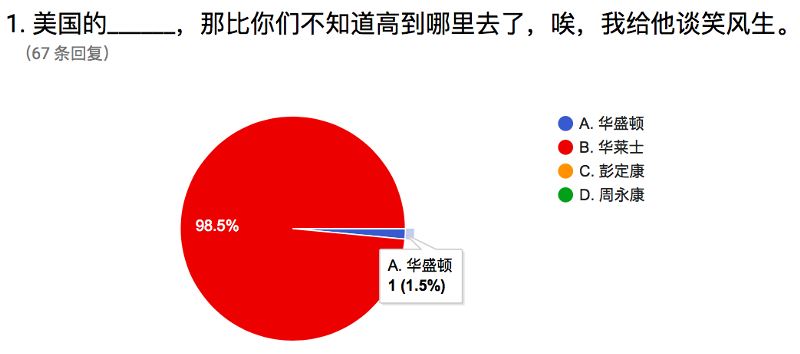 1. 美国的______，那比你们不知道高到哪里去了，唉，我给他谈笑风生。
（67 条回复）
A. 华盛顿
B. 华莱士
C. 彭定康
D. 周永康
98.5%
A. 华盛顿
1 (1.5%)